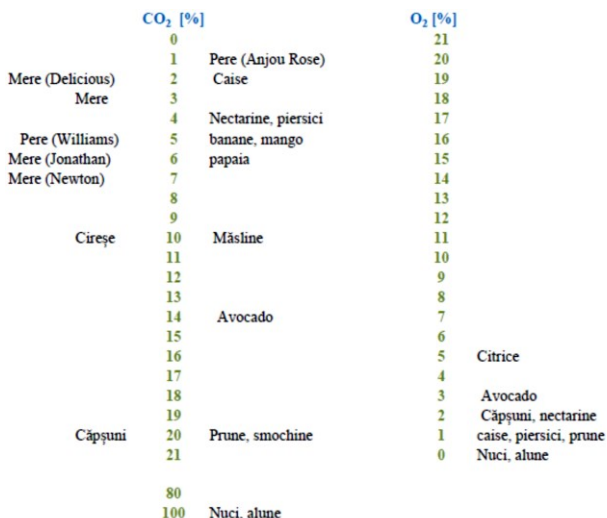 CO₂ [%] O₂ [%]
0 21
1 Pere (Anjou Rose) 20
Mere (Delicious) 2 Caise 19
Mere 3 18
4 Nectarine, piersici 17
Pere (Williams) 5 banane, mango 16
Mere (Jonathan) 6 papaia 15
Mere (Newton) 7 14
8 13
9 12
Cireșe 10 Măsline 11
11 10
12 9
13 8
14 Avocado 7
15 6
16 5 Citrice
17 4
18 3 Avocado
19 2 Căpșuni, nectarine
Căpșuni 20 Prune, smochine 1 caise, piersici, prune
21 0 Nuci, alune
80
100 Nuci, alune